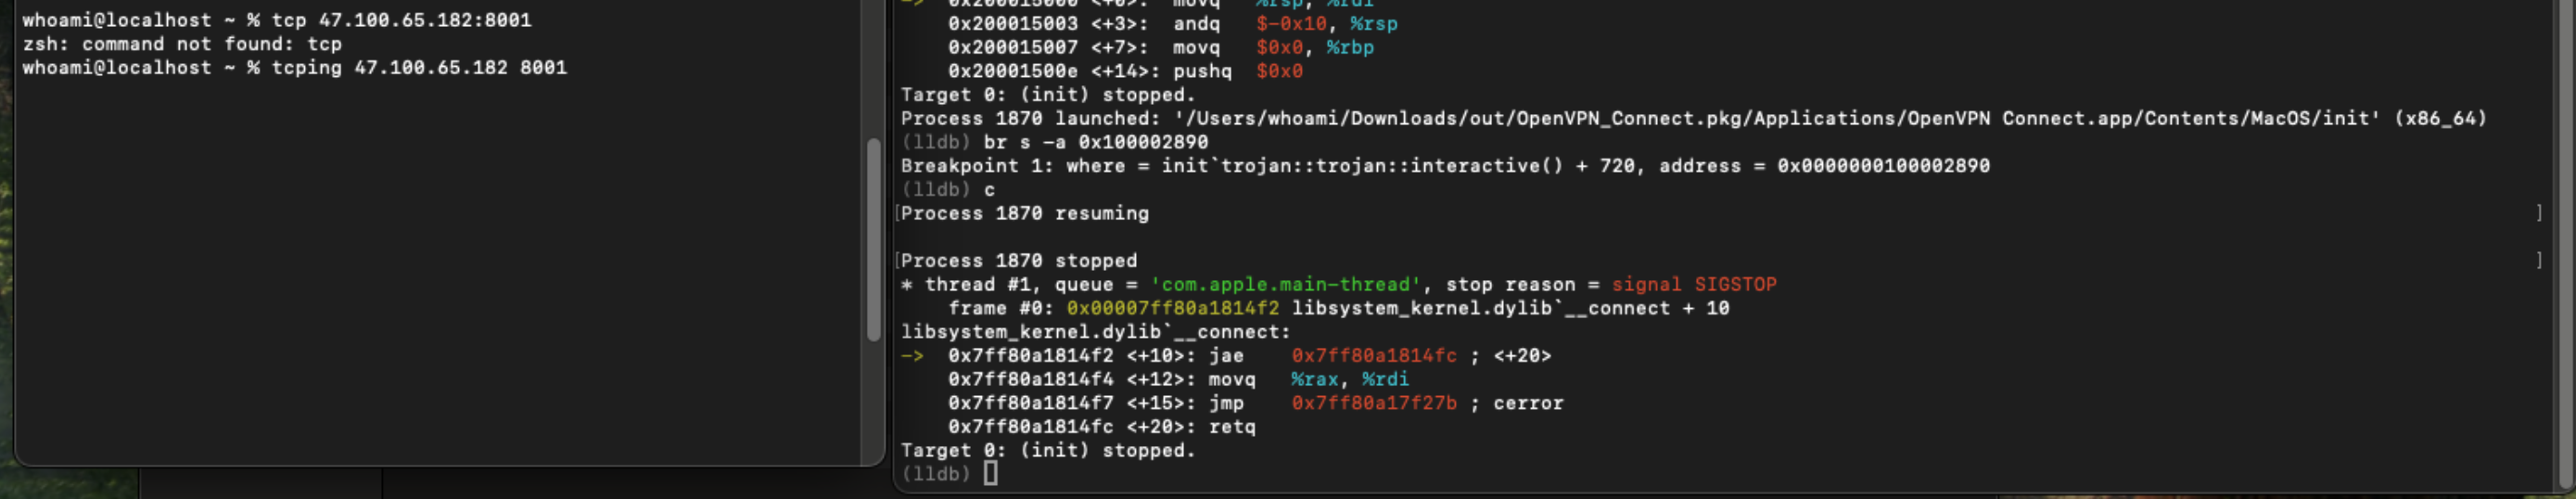 whoami@localhost ~ % tcp 47.100.65.182:8001
zsh: command not found: tcp
whoami@localhost ~ % tcping 47.100.65.182 8001
-> 0x200015000 <+0>: movq %rsp, %rdi
0x200015003 <+3>: andq $-0x10, %rsp
0x200015007 <+7>: movq $0x0, %rbp
0x20001500e <+14>: pushq $0x0
Target 0: (init) stopped.
Process 1870 launched: '/Users/whoami/Downloads/out/OpenVPN_Connect.pkg/Applications/OpenVPN Connect.app/Contents/MacOS/init' (x86_64)
(lldb) br s -a 0x100002890
Breakpoint 1: where = init`trojan::trojan::interactive() + 720, address = 0x0000000100002890
(lldb) c
[Process 1870 resuming ]
[Process 1870 stopped ]
* thread #1, queue = 'com.apple.main-thread', stop reason = signal SIGSTOP
frame #0: 0x00007ff80a1814f2 libsystem_kernel.dylib`__connect + 10
libsystem_kernel.dylib`__connect:
-> 0x7ff80a1814f2 <+10>: jae 0x7ff80a1814fc ; <+20>
0x7ff80a1814f4 <+12>: movq %rax, %rdi
0x7ff80a1814f7 <+15>: jmp 0x7ff80a17f27b ; cerror
0x7ff80a1814fc <+20>: retq
Target 0: (init) stopped.
(lldb)